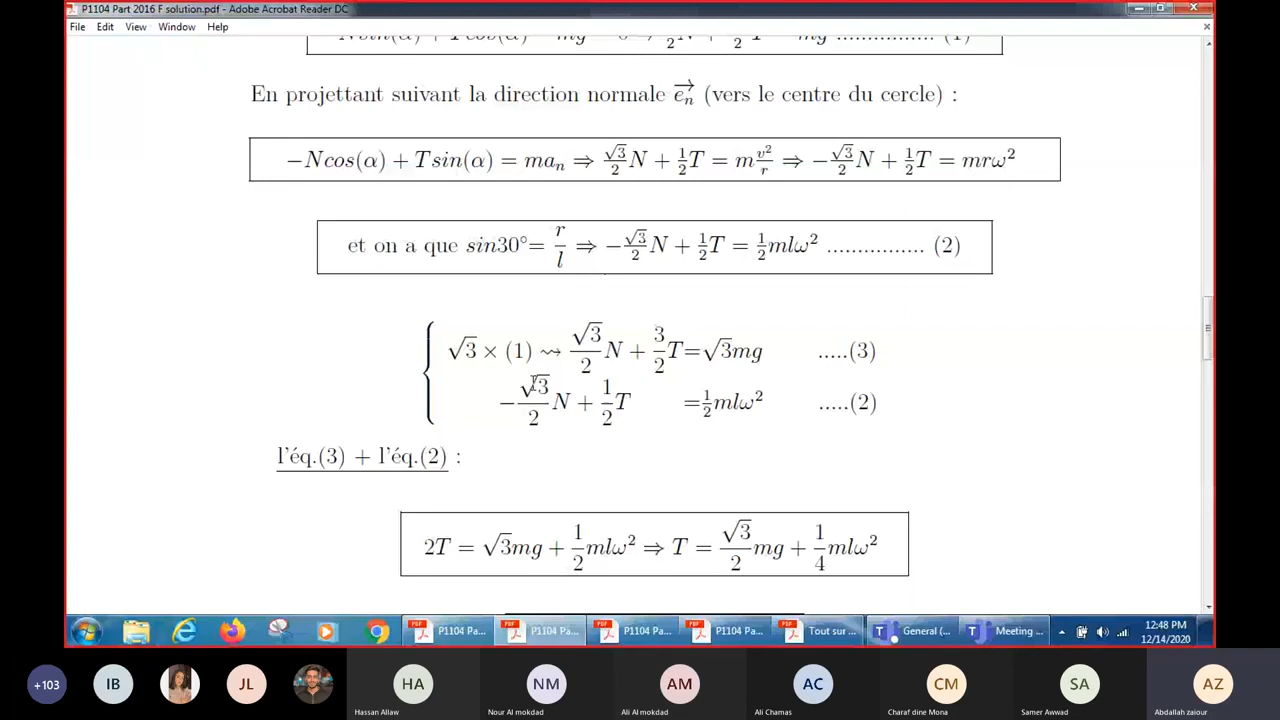 P1104 Part 2016 F solution.pdf - Adobe Acrobat Reader DC
File Edit View Window Help
En projettant suivant la direction normale \vec{e_n} (vers le centre du cercle) :
−Ncos(α) + Tsin(α) = ma_n ⇒ √3/2 N + 1/2 T = m v²/r ⇒ −√3/2 N + 1/2 T = mrω²
et on a que sin30°= r/l ⇒ −√3/2 N + 1/2 T = 1/2 mlω² ................ (2)
√3 × (1) ⇝ √3/2 N + 3/2 T=√3mg .....(3)
−√3/2 N + 1/2 T =1/2 mlω² .....(2)
l'éq.(3) + l'éq.(2) :
2T = √3mg + 1/2 mlω² ⇒ T = √3/2 mg + 1/4 mlω²
P1104 Pa... P1104 Pa... P1104 Pa... P1104 Pa... Tout sur ... General (... Meeting ...
12:48 PM
12/14/2020
+103 IB JL HA NM AM AC CM SA AZ
Hassan Allaw Nour Al mokdad Ali Al mokdad Ali Chamas Charaf dine Mona Samer Awwad Abdallah zaiour